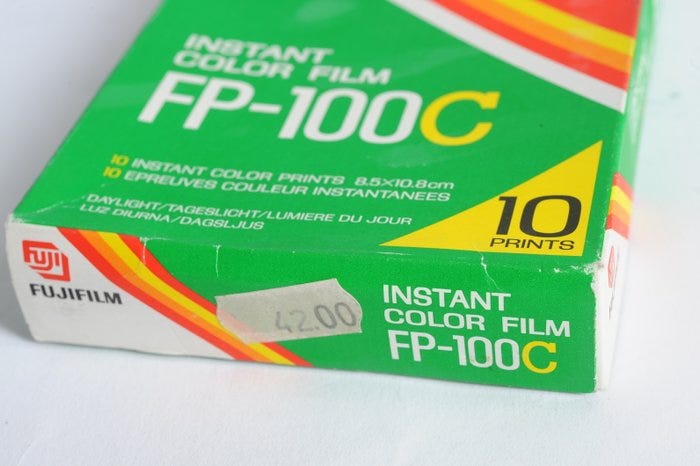 INSTANT
COLOR FILM
FP-100C
10 INSTANT COLOR PRINTS 8.5×10.8cm
10 EPREUVES COULEUR INSTANTANEES
DAYLIGHT/TAGESLICHT/LUMIERE DU JOUR
LUZ DIURNA/DAGSLJUS
10
PRINTS
FUJI
FUJIFILM
42.00
INSTANT
COLOR FILM
FP-100C